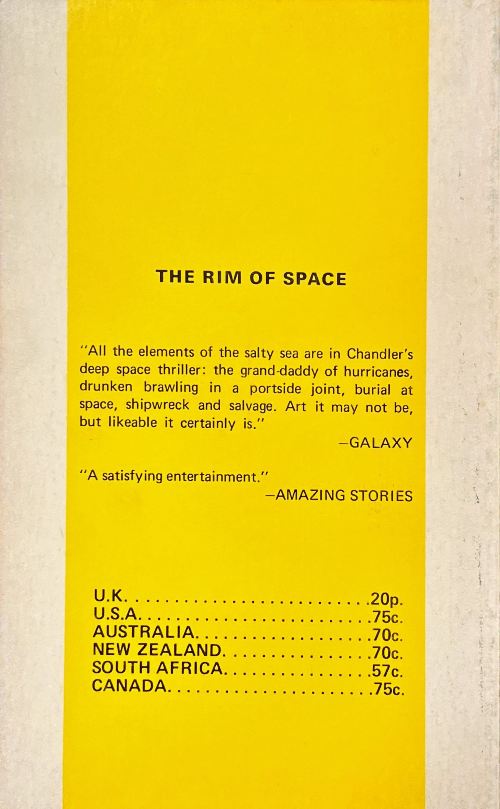 THE RIM OF SPACE
"All the elements of the salty sea are in Chandler's
deep space thriller: the grand-daddy of hurricanes,
drunken brawling in a portside joint, burial at
space, shipwreck and salvage. Art it may not be,
but likeable it certainly is."
—GALAXY
"A satisfying entertainment."
—AMAZING STORIES
U.K. . . . . . . . . . . . . . . . . . . . . . . . .20p.
U.S.A. . . . . . . . . . . . . . . . . . . . . . . .75c.
AUSTRALIA. . . . . . . . . . . . . . . . . .70c.
NEW ZEALAND. . . . . . . . . . . . . . .70c.
SOUTH AFRICA. . . . . . . . . . . . . . .57c.
CANADA. . . . . . . . . . . . . . . . . . . . .75c.